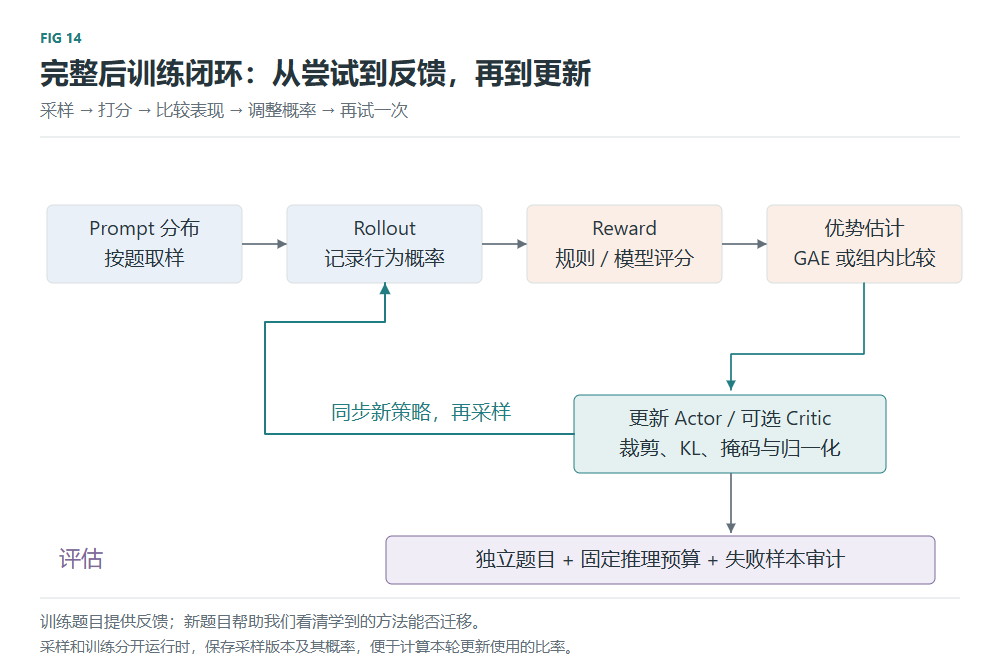 FIG 14
完整后训练闭环：从尝试到反馈，再到更新
采样 → 打分 → 比较表现 → 调整概率 → 再试一次
Prompt 分布
按题取样
Rollout
记录行为概率
Reward
规则 / 模型评分
优势估计
GAE 或组内比较
同步新策略，再采样
更新 Actor / 可选 Critic
裁剪、KL、掩码与归一化
评估
独立题目 + 固定推理预算 + 失败样本审计
训练题目提供反馈；新题目帮助我们看清学到的方法能否迁移。
采样和训练分开运行时，保存采样版本及其概率，便于计算本轮更新使用的比率。